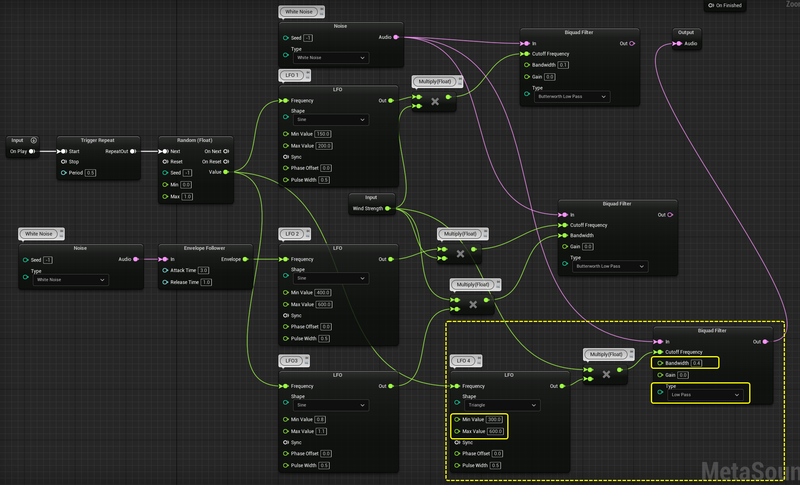 Zoom
On Finished
White Noise
Noise
Audio
Seed -1
Type
White Noise
Biquad Filter
In
Out
Cutoff Frequency
Bandwidth 0.1
Gain 0.0
Type
Butterworth Low Pass
Output
Audio
LFO 1
LFO
Frequency
Out
Shape
Sine
Min Value 150.0
Max Value 200.0
Sync
Phase Offset 0.0
Pulse Width 0.5
Multiply(Float)
Input
On Play
Trigger Repeat
Start
RepeatOut
Stop
Period 0.5
Random (Float)
Next
On Next
Reset
On Reset
Seed -1
Value
Min 0.0
Max 1.0
Input
Wind Strength
White Noise
Noise
Seed -1
Audio
Type
White Noise
Envelope Follower
In
Envelope
Attack Time 3.0
Release Time 1.0
LFO 2
LFO
Frequency
Out
Shape
Sine
Min Value 400.0
Max Value 600.0
Sync
Phase Offset 0.0
Pulse Width 0.5
Multiply(Float)
Multiply(Float)
Biquad Filter
In
Out
Cutoff Frequency
Bandwidth
Gain 0.0
Type
Butterworth Low Pass
LFO3
LFO
Frequency
Out
Shape
Sine
Min Value 0.8
Max Value 1.1
Sync
Phase Offset 0.0
Pulse Width 0.5
LFO 4
LFO
Frequency
Out
Shape
Triangle
Min Value 300.0
Max Value 600.0
Sync
Phase Offset 0.0
Pulse Width 0.5
Multiply(Float)
Biquad Filter
In
Out
Cutoff Frequency
Bandwidth 0.6
Gain 0.0
Type
Low Pass
MetaSoun